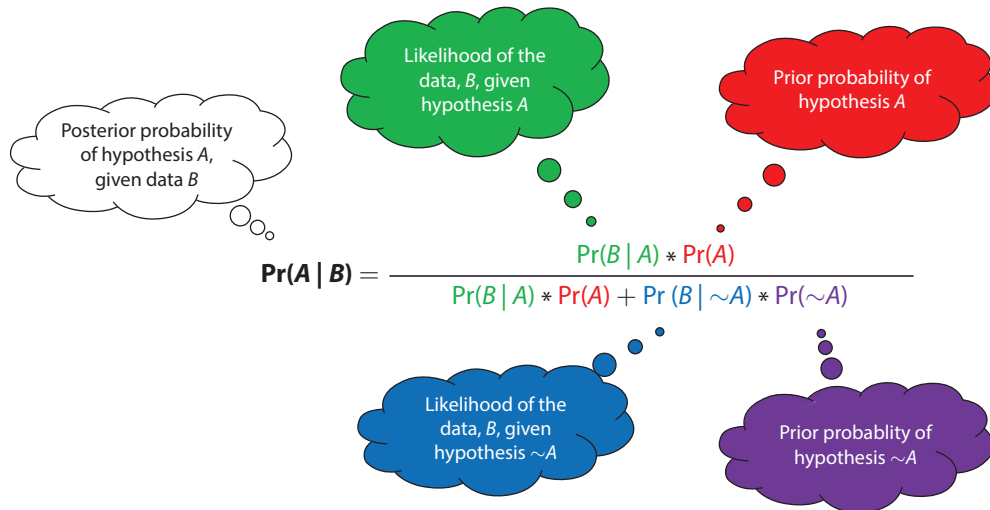 Likelihood of the
data, B, given
hypothesis A
Prior probability of
hypothesis A
Posterior probability
of hypothesis A,
given data B
Pr(B | A) * Pr(A)
Pr(A | B) =
Pr(B | A) * Pr(A) + Pr (B | ~A) * Pr(~A)
Likelihood of the
data, B, given
hypothesis ~A
Prior probablity of
hypothesis ~A